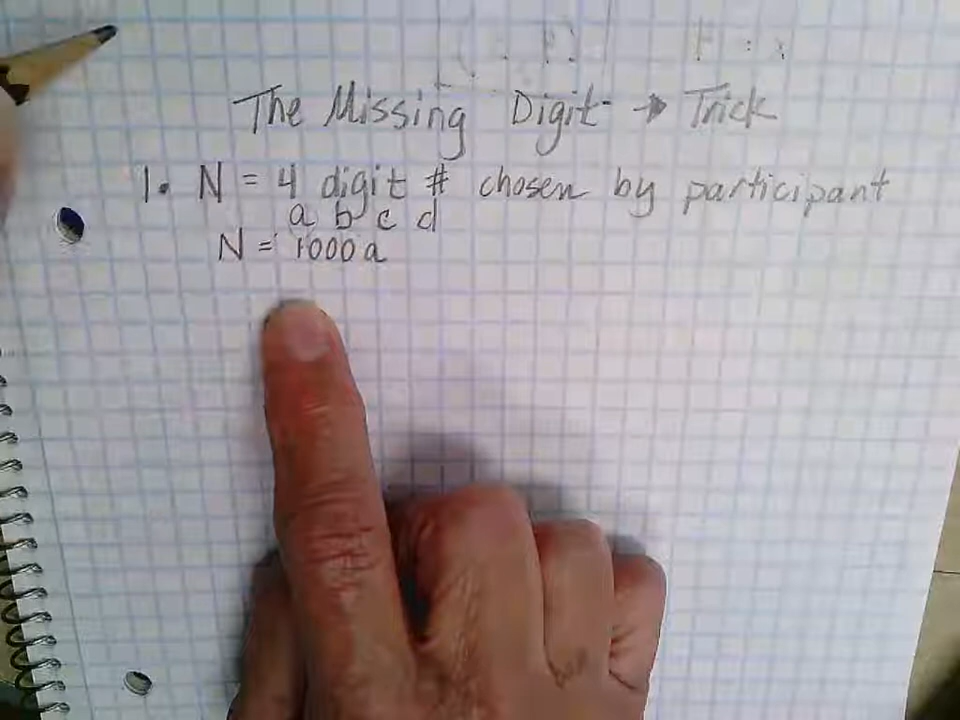 The Missing Digit → Trick
1. N = 4 digit # chosen by participant
a b c d
N = 1000a